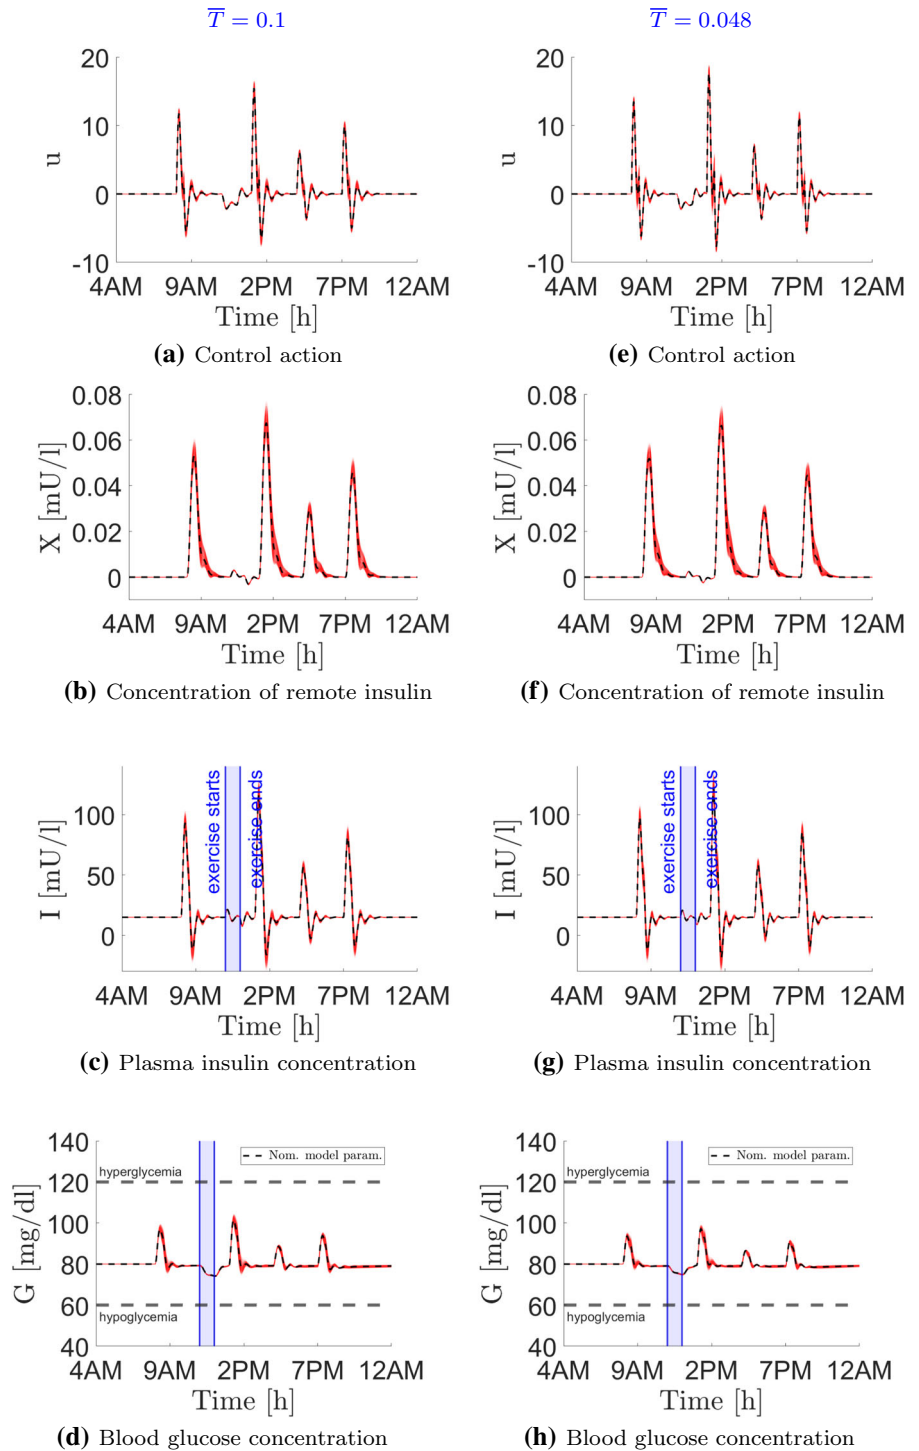 T̅ = 0.1
T̅ = 0.048
20
10
0
-10
u
4AM 9AM 2PM 7PM 12AM
Time [h]
(a) Control action
20
10
0
-10
u
4AM 9AM 2PM 7PM 12AM
Time [h]
(e) Control action
0.08
0.06
0.04
0.02
0
X [mU/l]
4AM 9AM 2PM 7PM 12AM
Time [h]
(b) Concentration of remote insulin
0.08
0.06
0.04
0.02
0
X [mU/l]
4AM 9AM 2PM 7PM 12AM
Time [h]
(f) Concentration of remote insulin
100
50
0
I [mU/l]
exercise starts
exercise ends
4AM 9AM 2PM 7PM 12AM
Time [h]
(c) Plasma insulin concentration
100
50
0
I [mU/l]
exercise starts
exercise ends
4AM 9AM 2PM 7PM 12AM
Time [h]
(g) Plasma insulin concentration
140
120
100
80
60
40
G [mg/dl]
Nom. model param.
hyperglycemia
hypoglycemia
4AM 9AM 2PM 7PM 12AM
Time [h]
(d) Blood glucose concentration
140
120
100
80
60
40
G [mg/dl]
Nom. model param.
hyperglycemia
hypoglycemia
4AM 9AM 2PM 7PM 12AM
Time [h]
(h) Blood glucose concentration